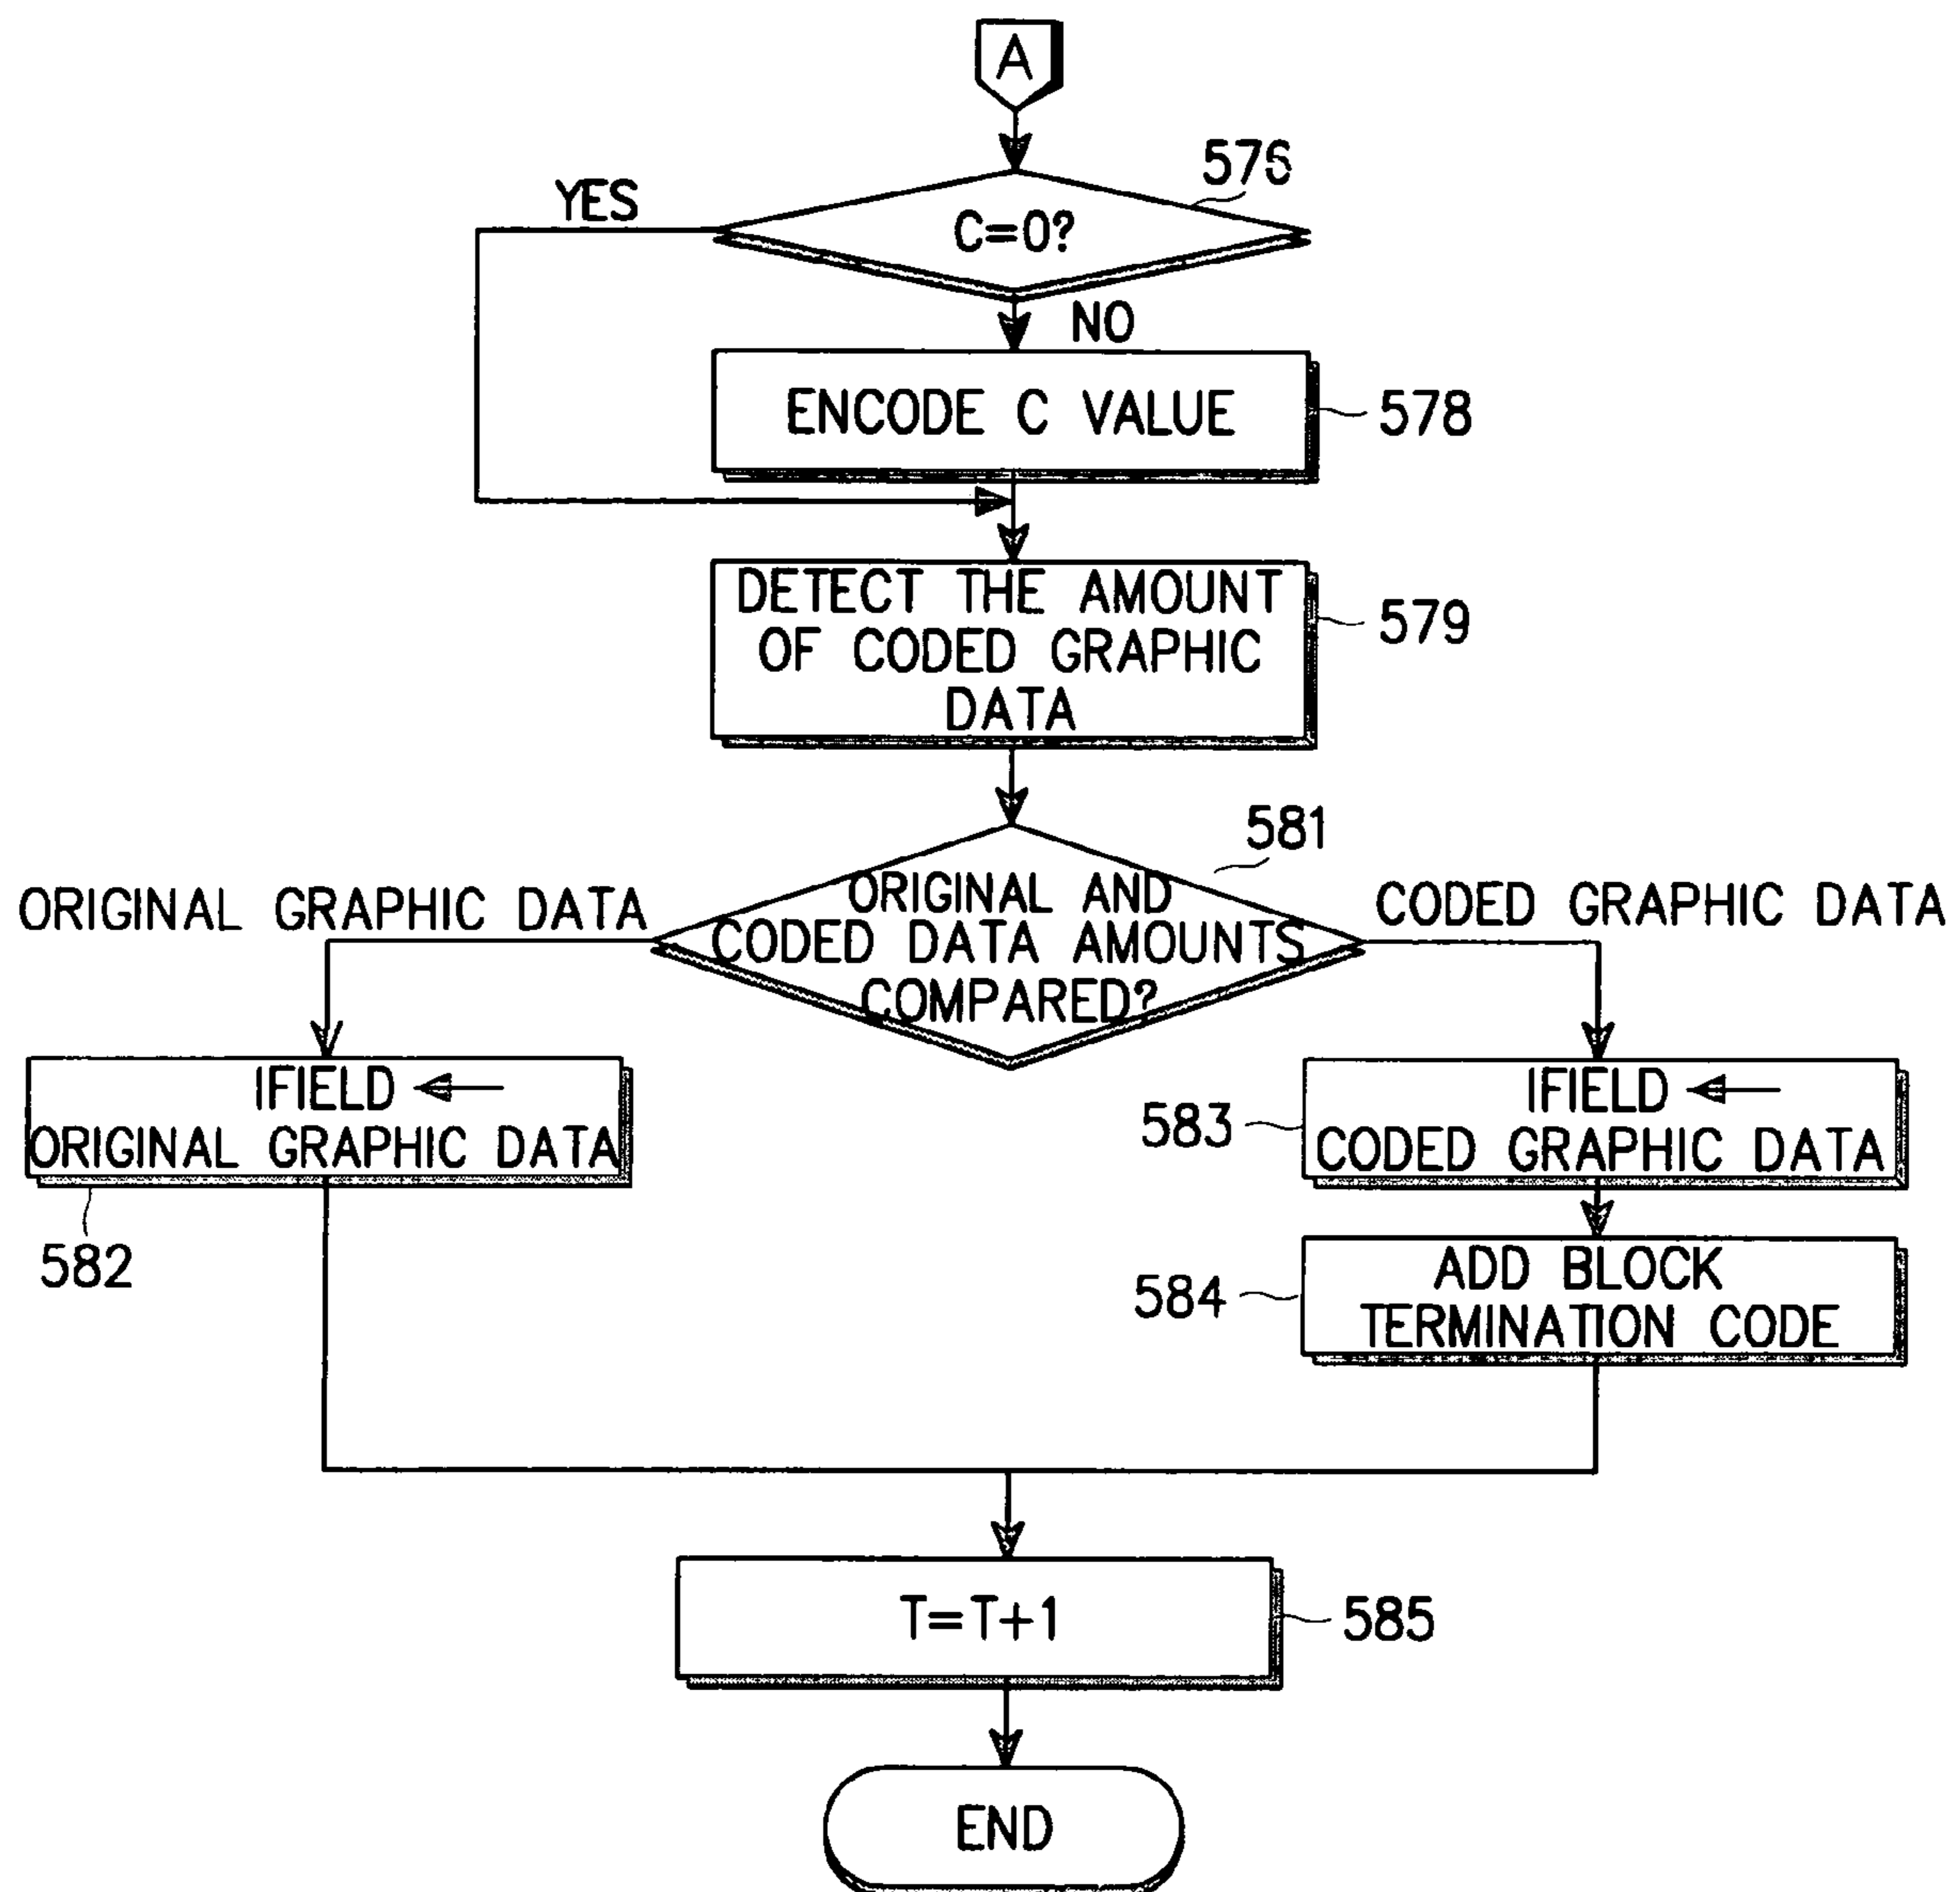 A
576
YES
C=0?
NO
ENCODE C VALUE
578
DETECT THE AMOUNT
OF CODED GRAPHIC
DATA
579
581
ORIGINAL GRAPHIC DATA
ORIGINAL AND
CODED DATA AMOUNTS
COMPARED?
CODED GRAPHIC DATA
IFIELD ←
ORIGINAL GRAPHIC DATA
582
583
IFIELD ←
CODED GRAPHIC DATA
584
ADD BLOCK
TERMINATION CODE
T=T+1
585
END